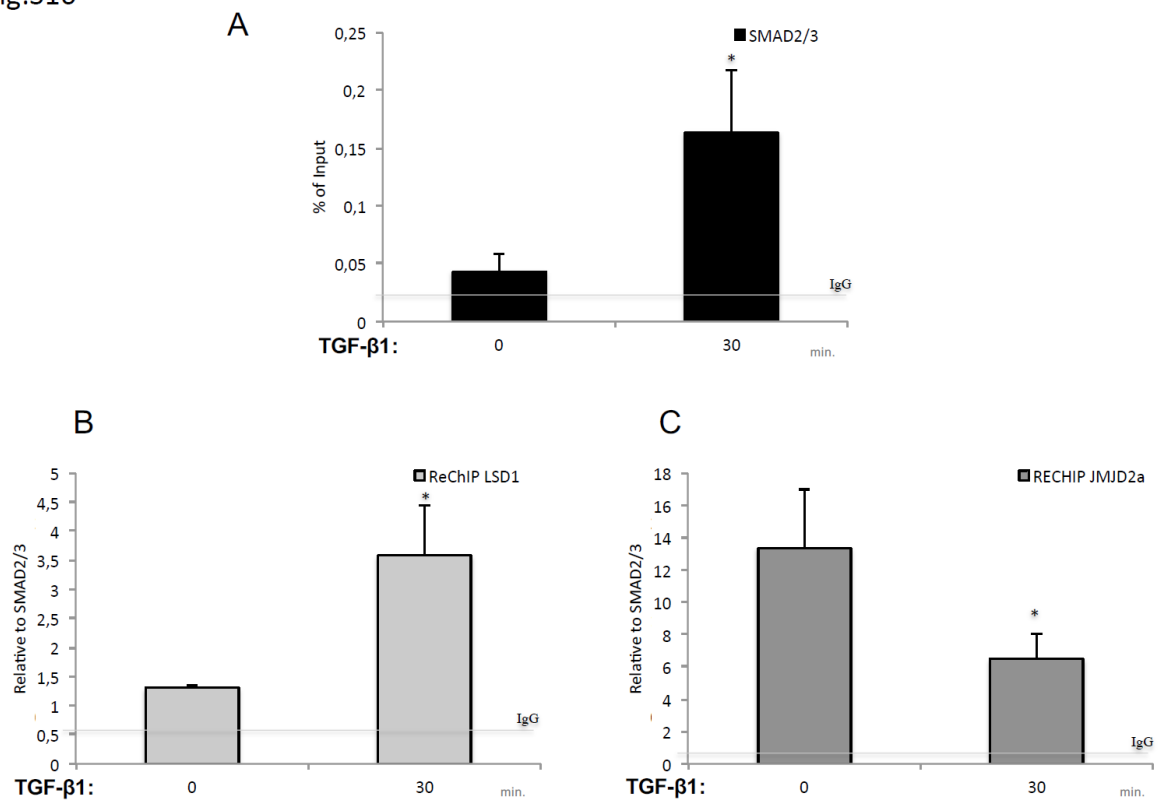 A
SMAD2/3
*
0,25
0,2
0,15
0,1
0,05
0
% of Input
IgG
TGF-β1: 0 30 min.
B
ReChIP LSD1
*
5
4,5
4
3,5
3
2,5
2
1,5
1
0,5
0
Relative to SMAD2/3
IgG
TGF-β1: 0 30 min.
C
RECHIP JMJD2a
*
18
16
14
12
10
8
6
4
2
0
Relative to SMAD2/3
IgG
TGF-β1: 0 30 min.